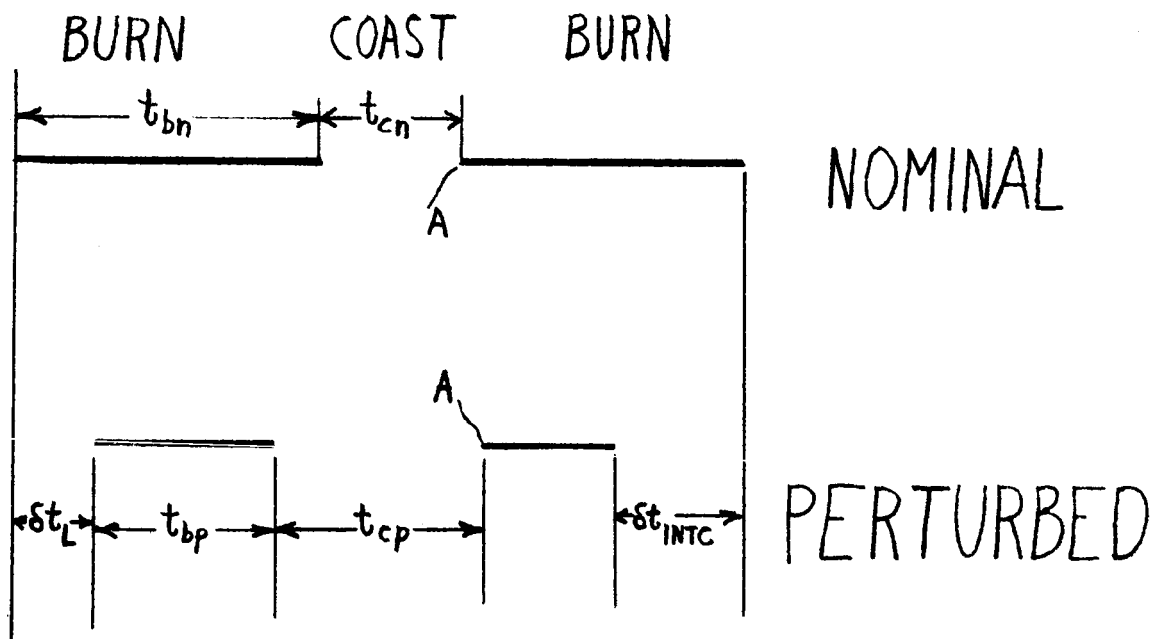 BURN COAST BURN
t_bn t_cn
NOMINAL
A
A
δt_L t_bp t_cp δt_INTC
PERTURBED